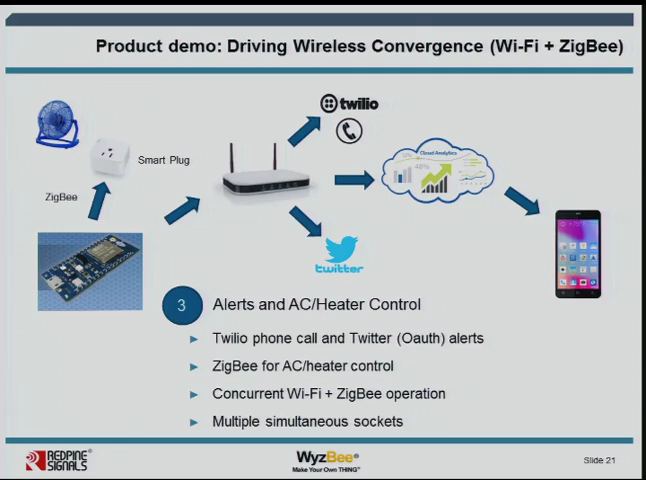 Product demo: Driving Wireless Convergence (Wi-Fi + ZigBee)
twilio
Smart Plug
Cloud Analytics
48%
ZigBee
twitter
3
Alerts and AC/Heater Control
Twilio phone call and Twitter (Oauth) alerts
ZigBee for AC/heater control
Concurrent Wi-Fi + ZigBee operation
Multiple simultaneous sockets
REDPINE®
SIGNALS
WyzBee®
Make Your Own THING™
Slide 21